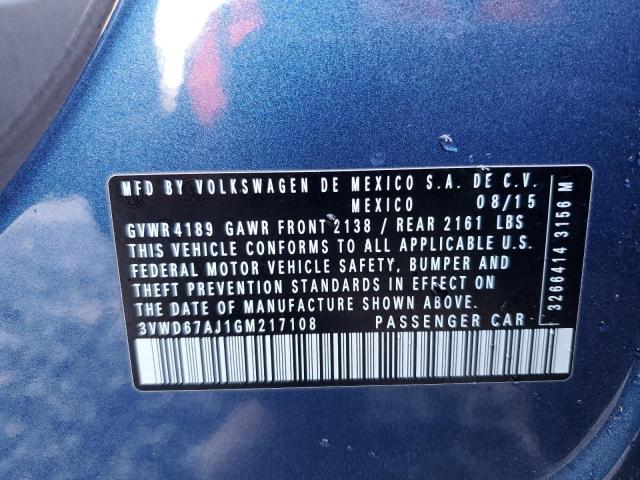 MFD BY VOLKSWAGEN DE MEXICO S.A. DE C.V.
MEXICO 08/15
GVWR4189 GAWR FRONT 2138 / REAR 2161 LBS
THIS VEHICLE CONFORMS TO ALL APPLICABLE U.S.
FEDERAL MOTOR VEHICLE SAFETY, BUMPER AND
THEFT PREVENTION STANDARDS IN EFFECT ON
THE DATE OF MANUFACTURE SHOWN ABOVE
3VWD67AJ1GM217108 PASSENGER CAR
3266414 3156 M